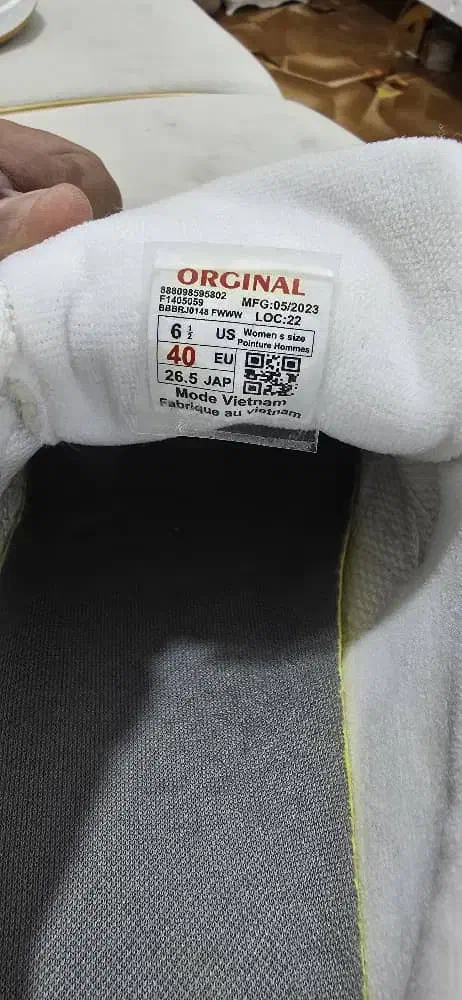 ORGINAL
888098595802
F1405059 MFG:05/2023
BBBRJ0148 FWWW LOC:22
6 1/2 US Women s size
Pointure Hommes
40 EU
26.5 JAP
Mode Vietnam
Fabrique au vietnam